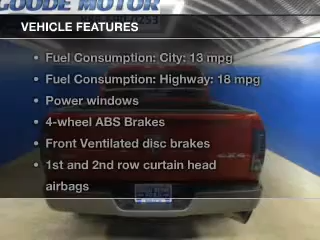 GOODE MOTOR
VEHICLE FEATURES
• Fuel Consumption: City: 13 mpg
• Fuel Consumption: Highway: 18 mpg
• Power windows
• 4-wheel ABS Brakes
• Front Ventilated disc brakes
• 1st and 2nd row curtain head
airbags
4X4